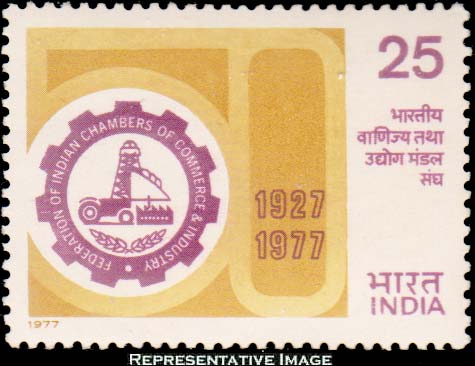 25
भारतीय
वाणिज्य तथा
उद्योग मंडल
संघ
FEDERATION OF INDIAN CHAMBERS OF COMMERCE & INDUSTRY
1927
1977
भारत
INDIA
1977
REPRESENTATIVE IMAGE